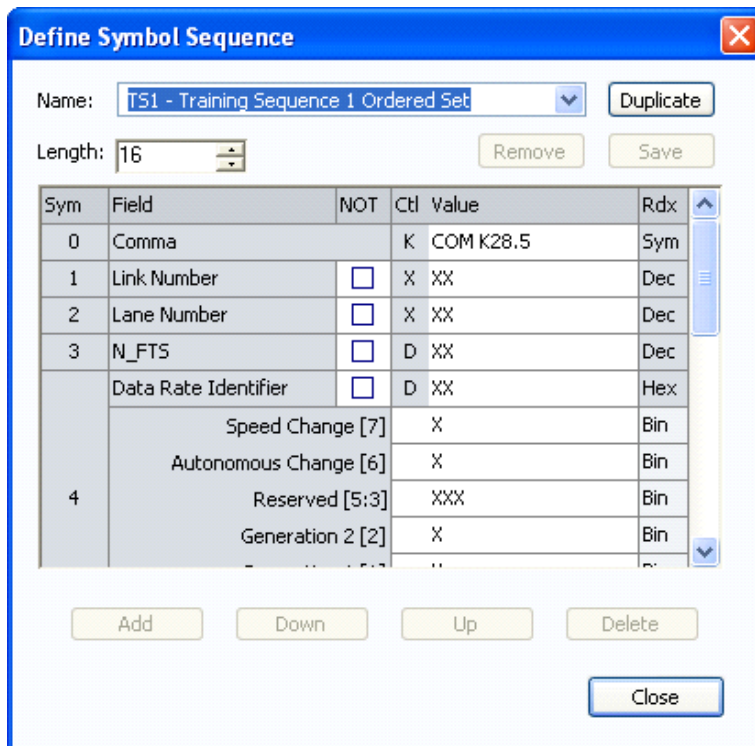 Define Symbol Sequence
Name: TS1 - Training Sequence 1 Ordered Set Duplicate
Length: 16 Remove Save
Sym Field NOT Ctl Value Rdx
0 Comma K COM K28.5 Sym
1 Link Number X XX Dec
2 Lane Number X XX Dec
3 N_FTS D XX Dec
Data Rate Identifier D XX Hex
Speed Change [7] X Bin
Autonomous Change [6] X Bin
4 Reserved [5:3] XXX Bin
Generation 2 [2] X Bin
Add Down Up Delete
Close